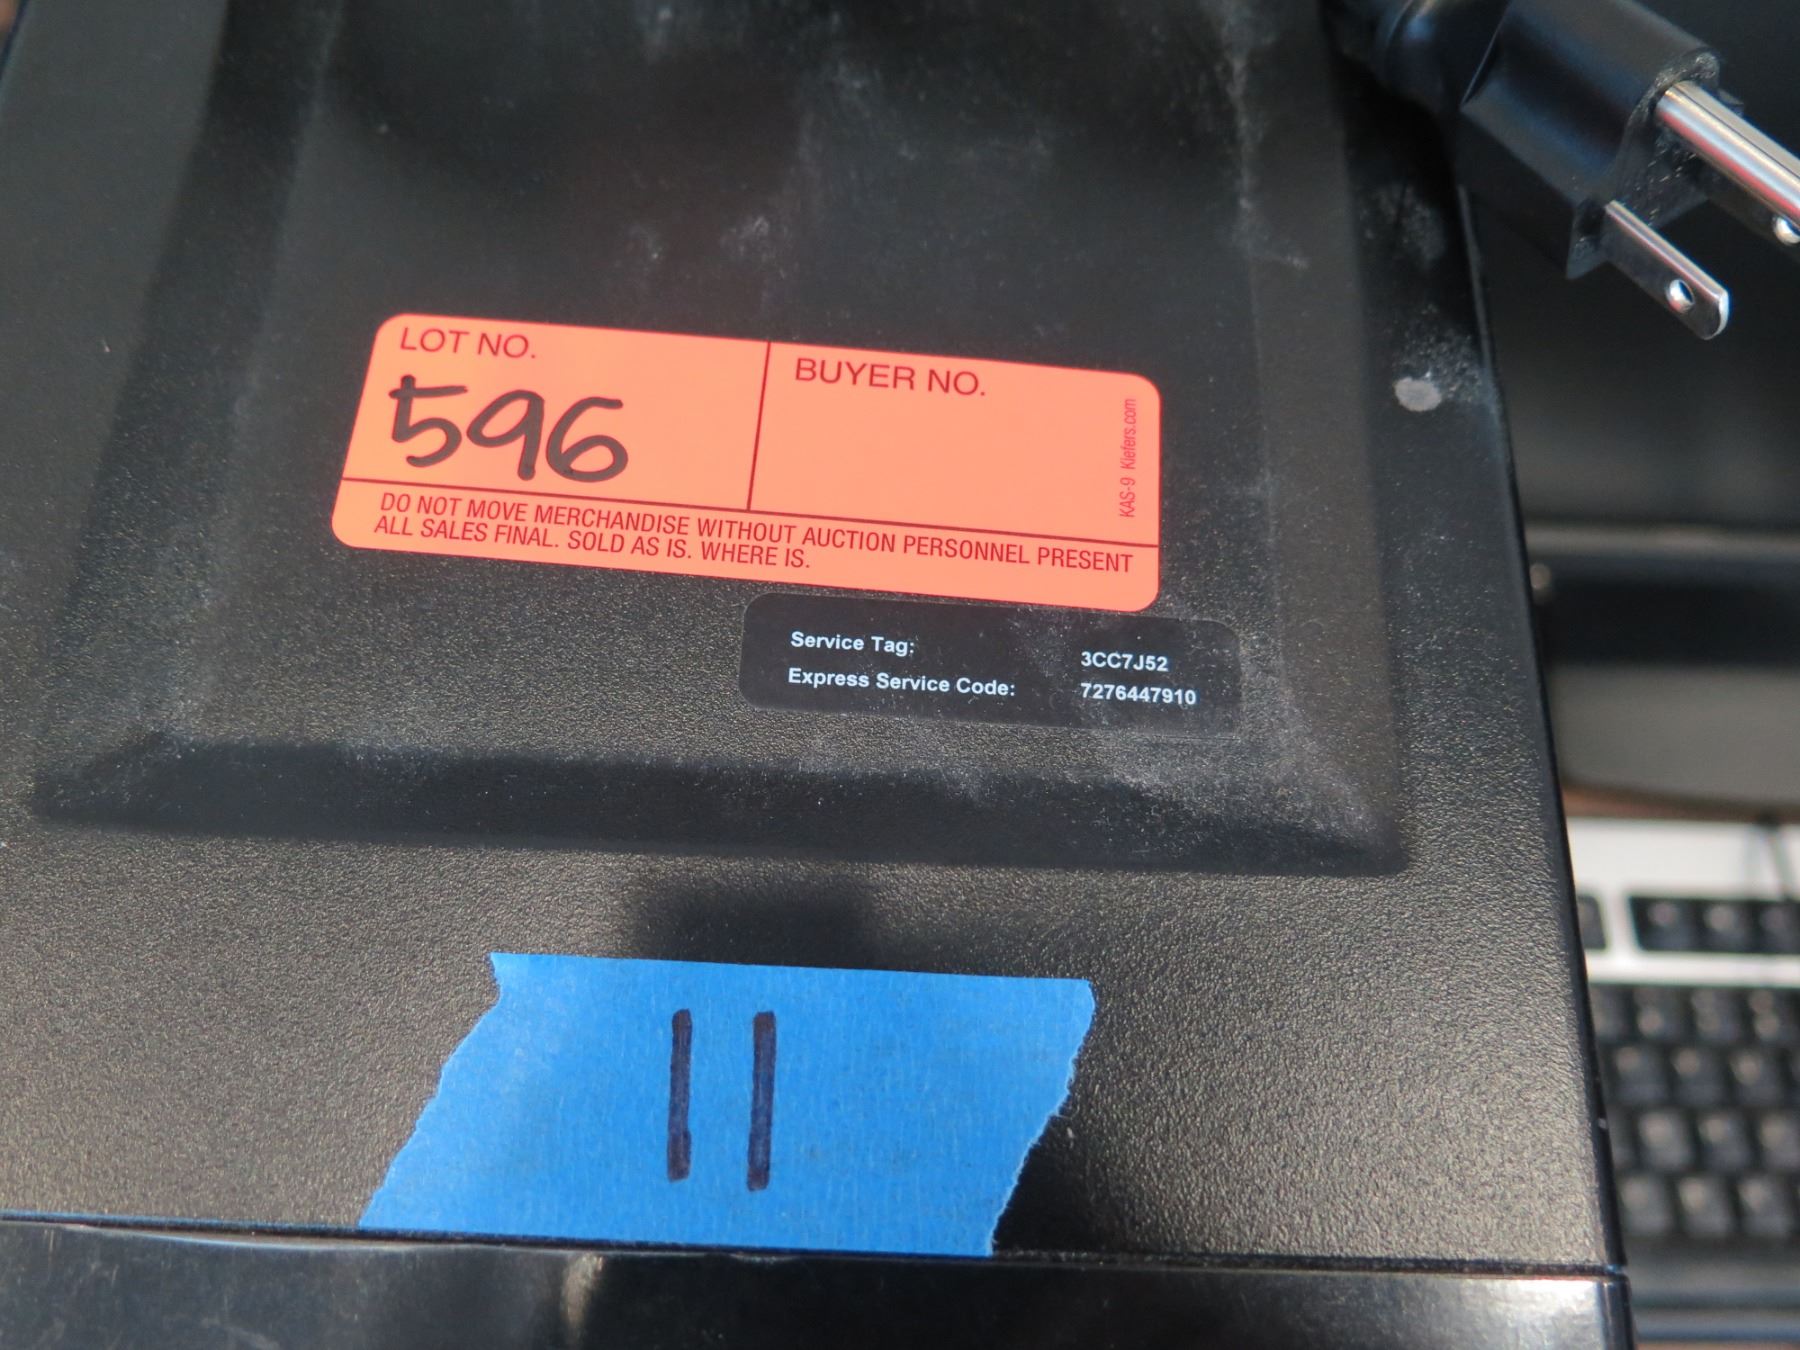 LOT NO.
596
BUYER NO.
KAS-9 Kiefers.com
DO NOT MOVE MERCHANDISE WITHOUT AUCTION PERSONNEL PRESENT
ALL SALES FINAL. SOLD AS IS. WHERE IS.
Service Tag: 3CC7J52
Express Service Code: 7276447910
11